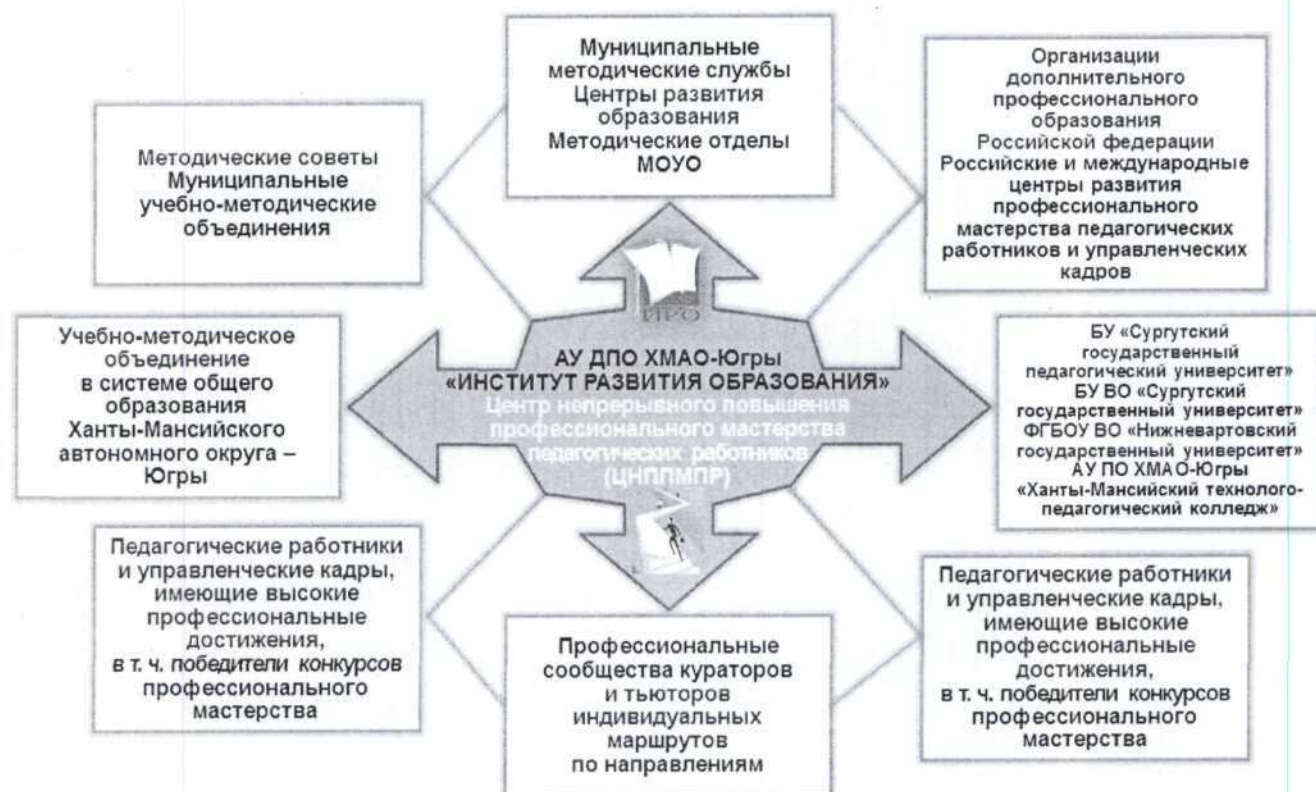 Муниципальные
методические службы
Центры развития
образования
Методические отделы
МОУО
Организации
дополнительного
профессионального
образования
Российской федерации
Российские и международные
центры развития
профессионального
мастерства педагогических
работников и управленческих
кадров
Методические советы
Муниципальные
учебно-методические
объединения
ИРО
Учебно-методическое
объединение
в системе общего
образования
Ханты-Мансийского
автономного округа –
Югры
АУ ДПО ХМАО-Югры
«ИНСТИТУТ РАЗВИТИЯ ОБРАЗОВАНИЯ»
Центр непрерывного повышения
профессионального мастерства
педагогических работников
(ЦНППМПР)
БУ «Сургутский
государственный
педагогический университет»
БУ ВО «Сургутский
государственный университет»
ФГБОУ ВО «Нижневартовский
государственный университет»
АУ ПО ХМАО-Югры
«Ханты-Мансийский технолого-
педагогический колледж»
Педагогические работники
и управленческие кадры,
имеющие высокие
профессиональные
достижения,
в т. ч. победители конкурсов
профессионального
мастерства
Профессиональные
сообщества кураторов
и тьюторов
индивидуальных
маршрутов
по направлениям
Педагогические работники
и управленческие кадры,
имеющие высокие
профессиональные
достижения,
в т. ч. победители конкурсов
профессионального
мастерства